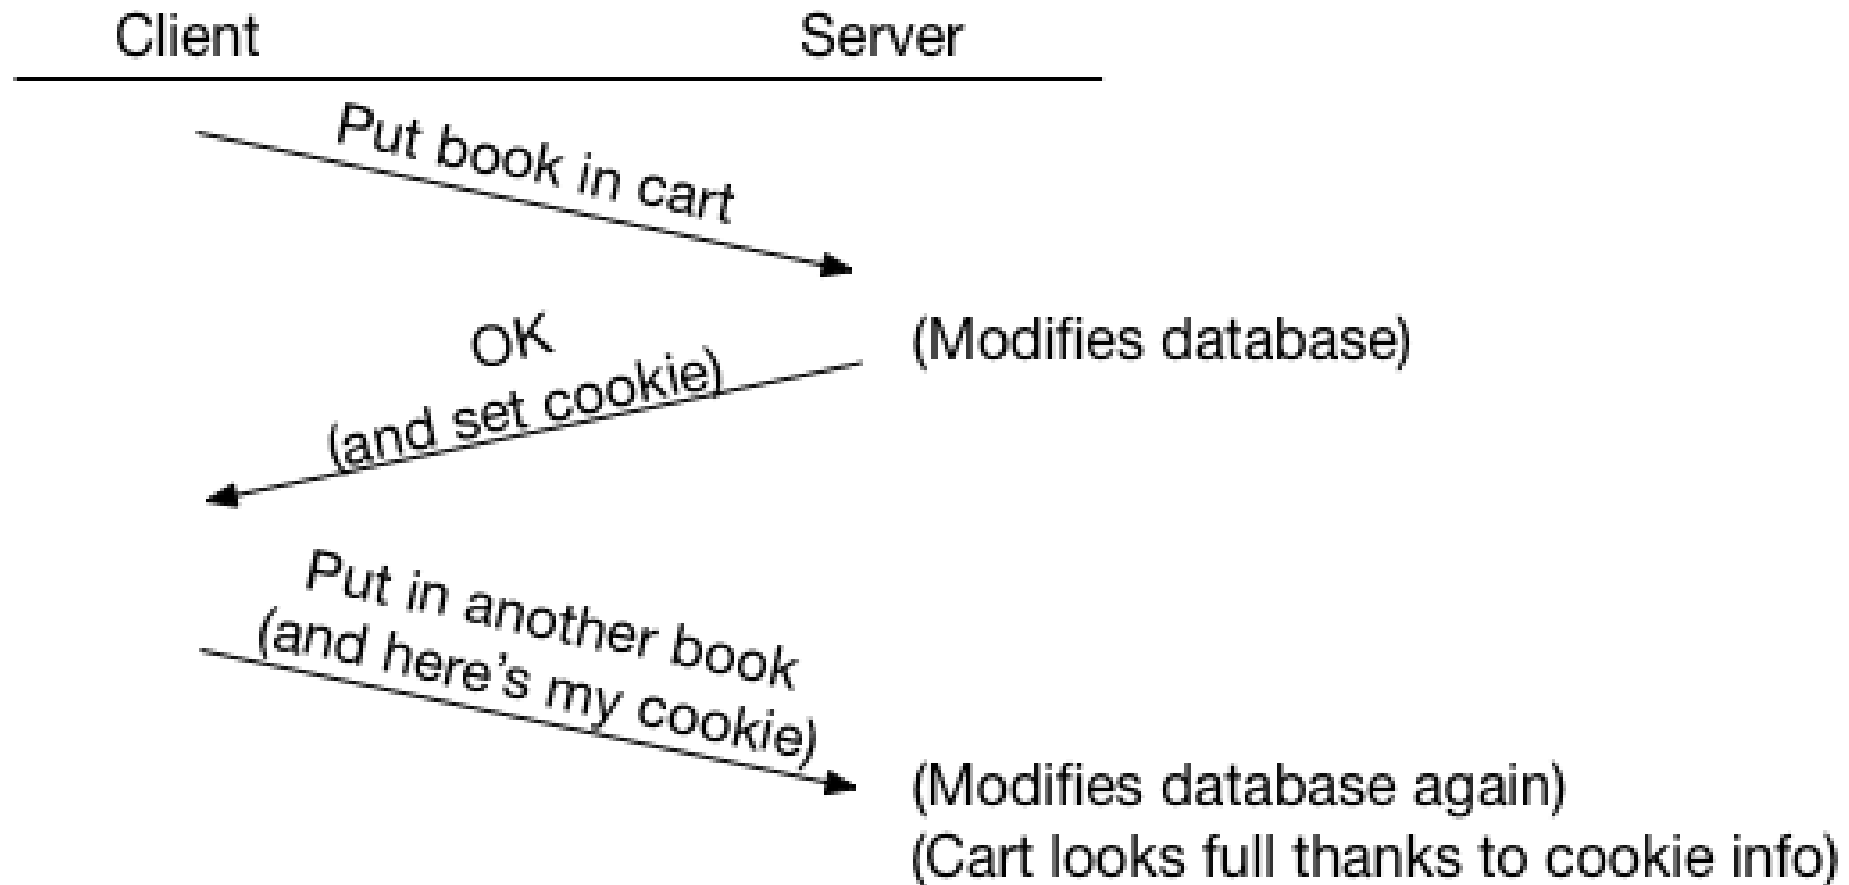 Client Server
Put book in cart
OK
(and set cookie)
(Modifies database)
Put in another book
(and here's my cookie)
(Modifies database again)
(Cart looks full thanks to cookie info)